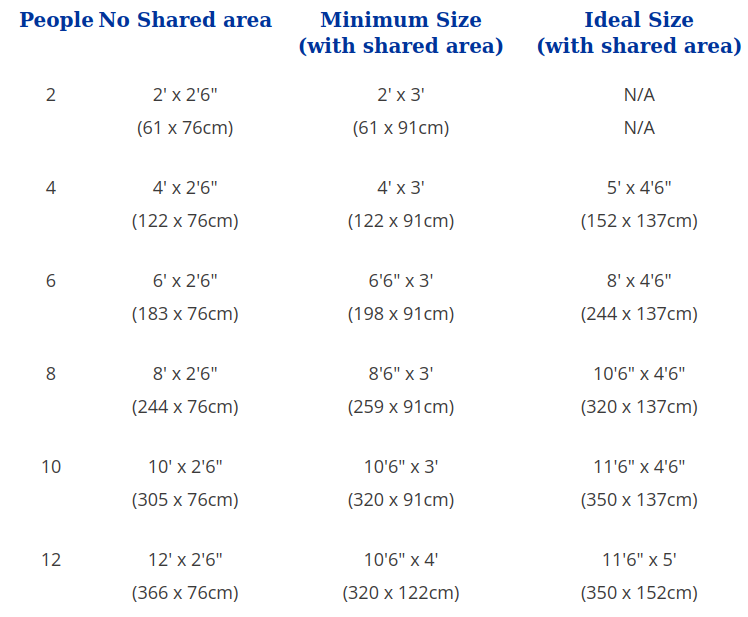 People No Shared area Minimum Size Ideal Size
(with shared area) (with shared area)
2 2' x 2'6" 2' x 3' N/A
(61 x 76cm) (61 x 91cm) N/A
4 4' x 2'6" 4' x 3' 5' x 4'6"
(122 x 76cm) (122 x 91cm) (152 x 137cm)
6 6' x 2'6" 6'6" x 3' 8' x 4'6"
(183 x 76cm) (198 x 91cm) (244 x 137cm)
8 8' x 2'6" 8'6" x 3' 10'6" x 4'6"
(244 x 76cm) (259 x 91cm) (320 x 137cm)
10 10' x 2'6" 10'6" x 3' 11'6" x 4'6"
(305 x 76cm) (320 x 91cm) (350 x 137cm)
12 12' x 2'6" 10'6" x 4' 11'6" x 5'
(366 x 76cm) (320 x 122cm) (350 x 152cm)